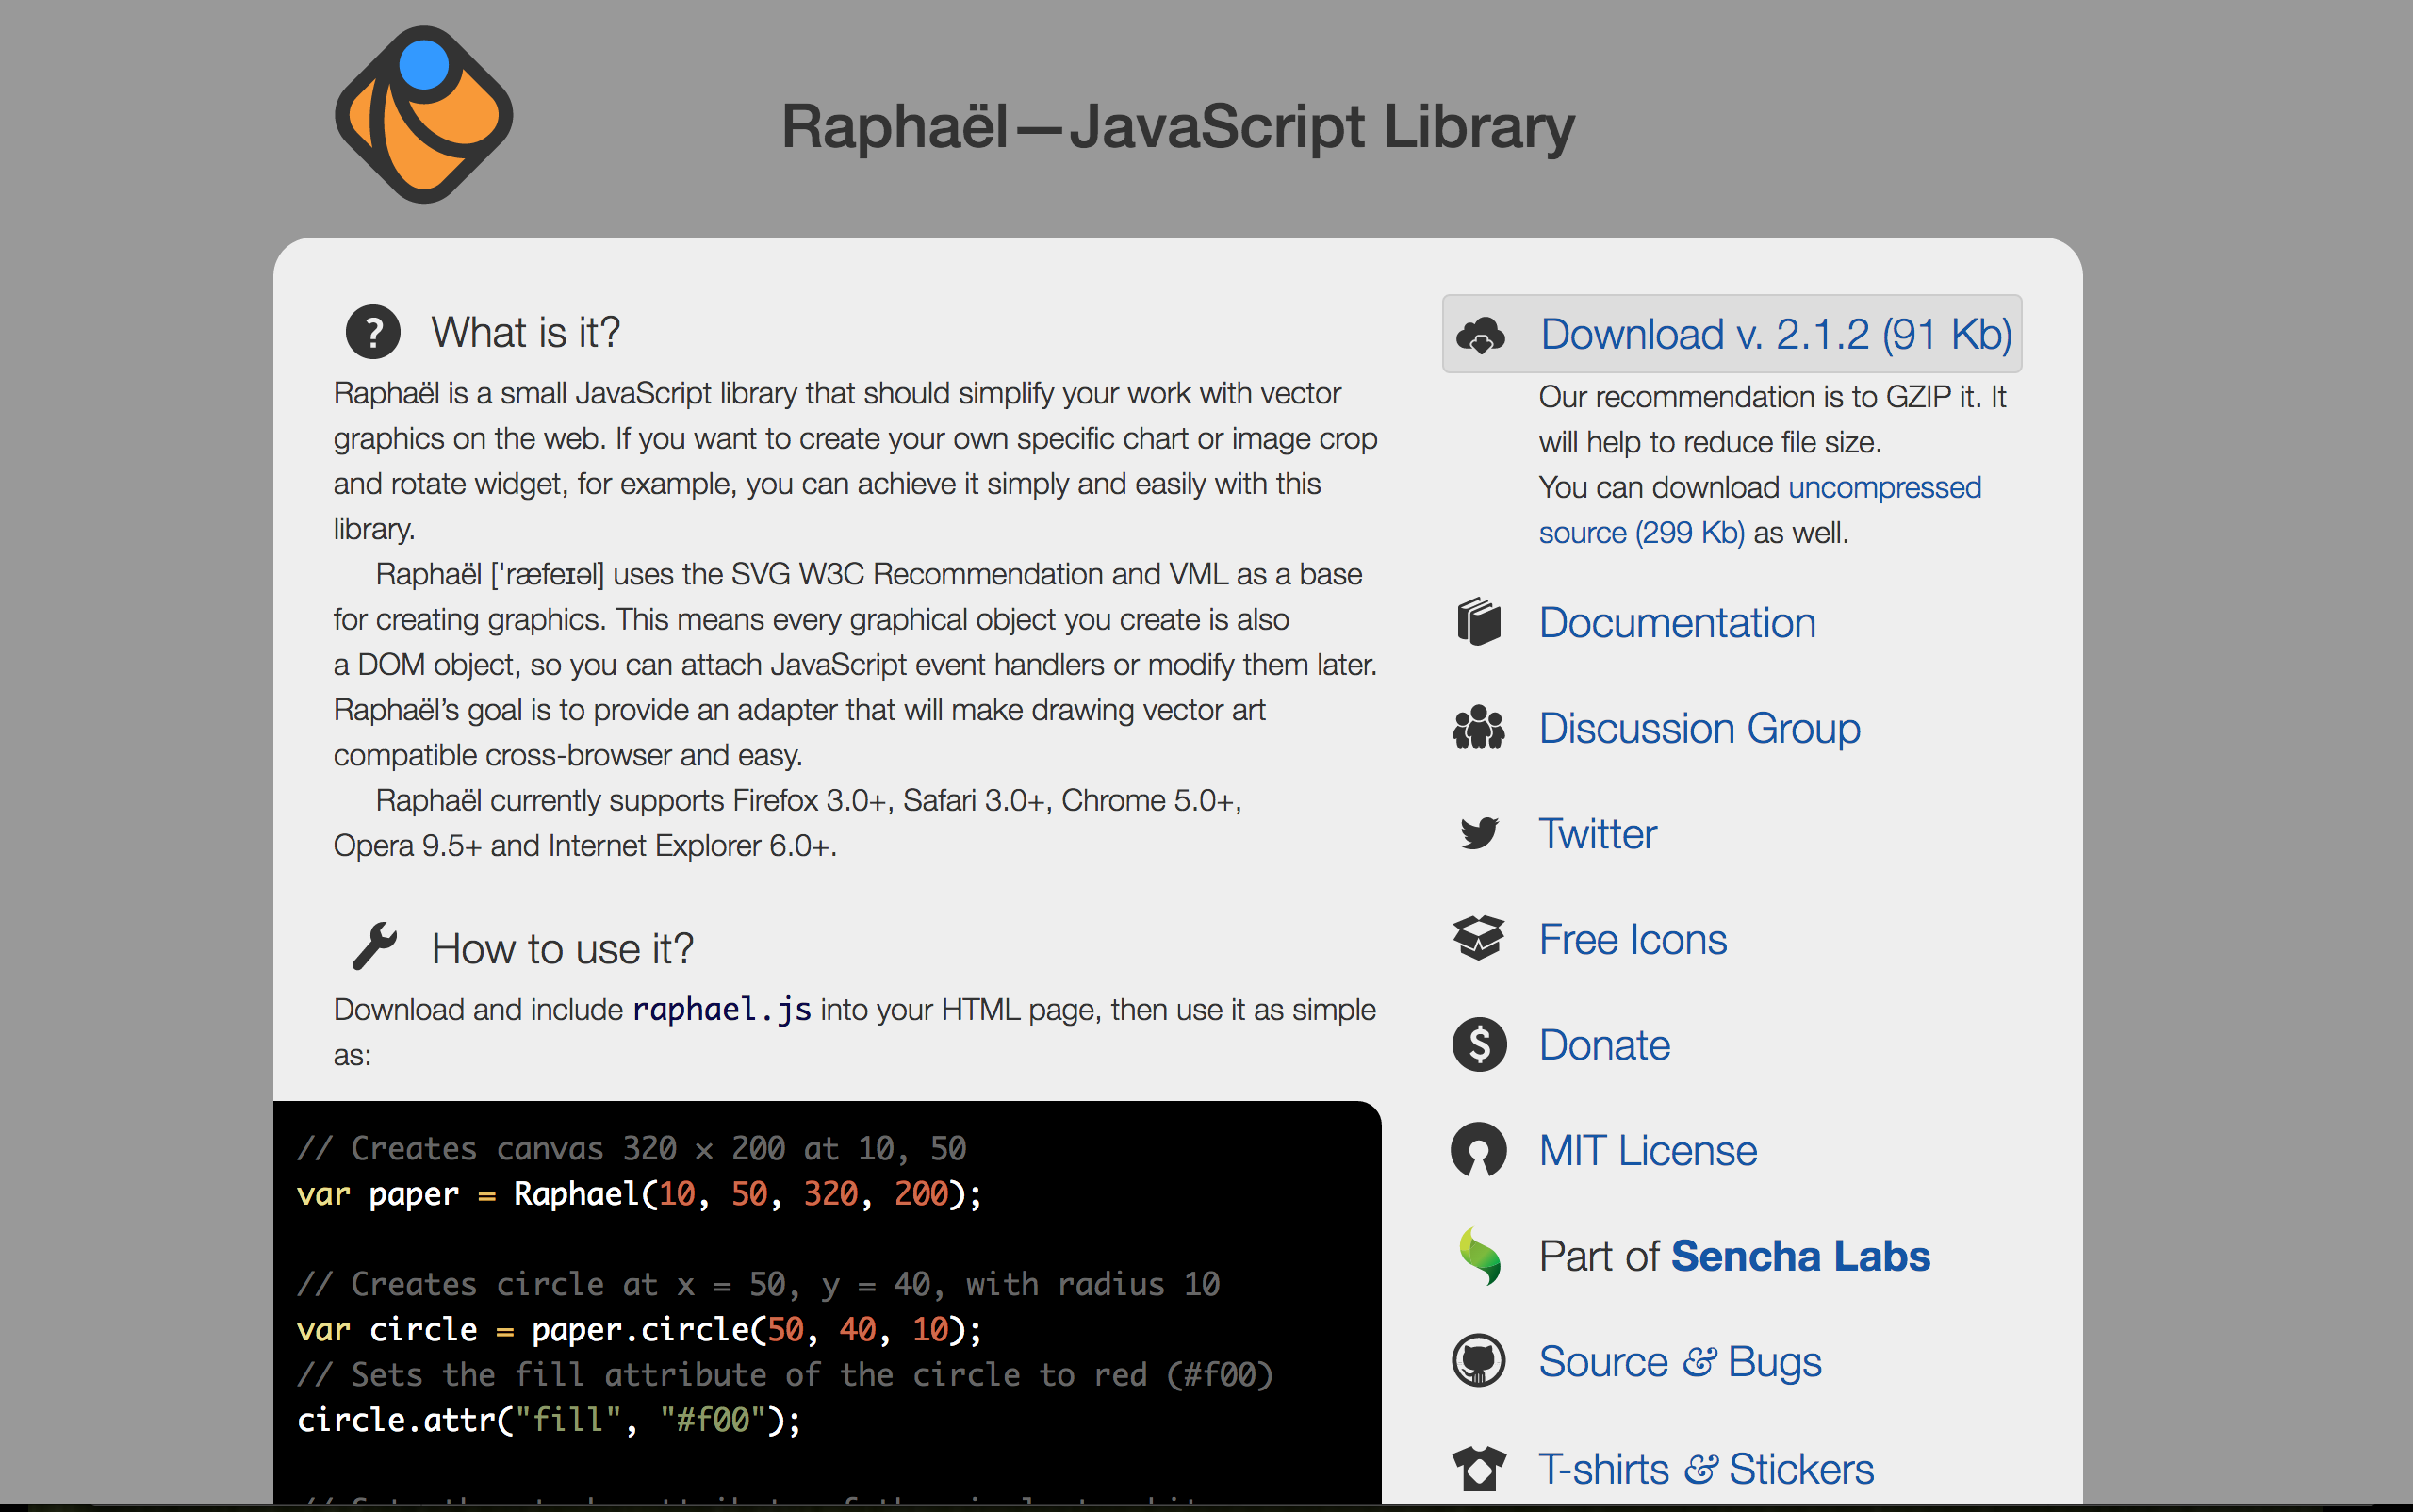 Raphaël—JavaScript Library
What is it?
Raphaël is a small JavaScript library that should simplify your work with vector
graphics on the web. If you want to create your own specific chart or image crop
and rotate widget, for example, you can achieve it simply and easily with this
library.
Raphaël ['ræfeɪəl] uses the SVG W3C Recommendation and VML as a base
for creating graphics. This means every graphical object you create is also
a DOM object, so you can attach JavaScript event handlers or modify them later.
Raphaël’s goal is to provide an adapter that will make drawing vector art
compatible cross-browser and easy.
Raphaël currently supports Firefox 3.0+, Safari 3.0+, Chrome 5.0+,
Opera 9.5+ and Internet Explorer 6.0+.
How to use it?
Download and include raphael.js into your HTML page, then use it as simple
as:
// Creates canvas 320 × 200 at 10, 50
var paper = Raphael(10, 50, 320, 200);
// Creates circle at x = 50, y = 40, with radius 10
var circle = paper.circle(50, 40, 10);
// Sets the fill attribute of the circle to red (#f00)
circle.attr("fill", "#f00");
Download v. 2.1.2 (91 Kb)
Our recommendation is to GZIP it. It
will help to reduce file size.
You can download uncompressed
source (299 Kb) as well.
Documentation
Discussion Group
Twitter
Free Icons
Donate
MIT License
Part of Sencha Labs
Source & Bugs
T-shirts & Stickers